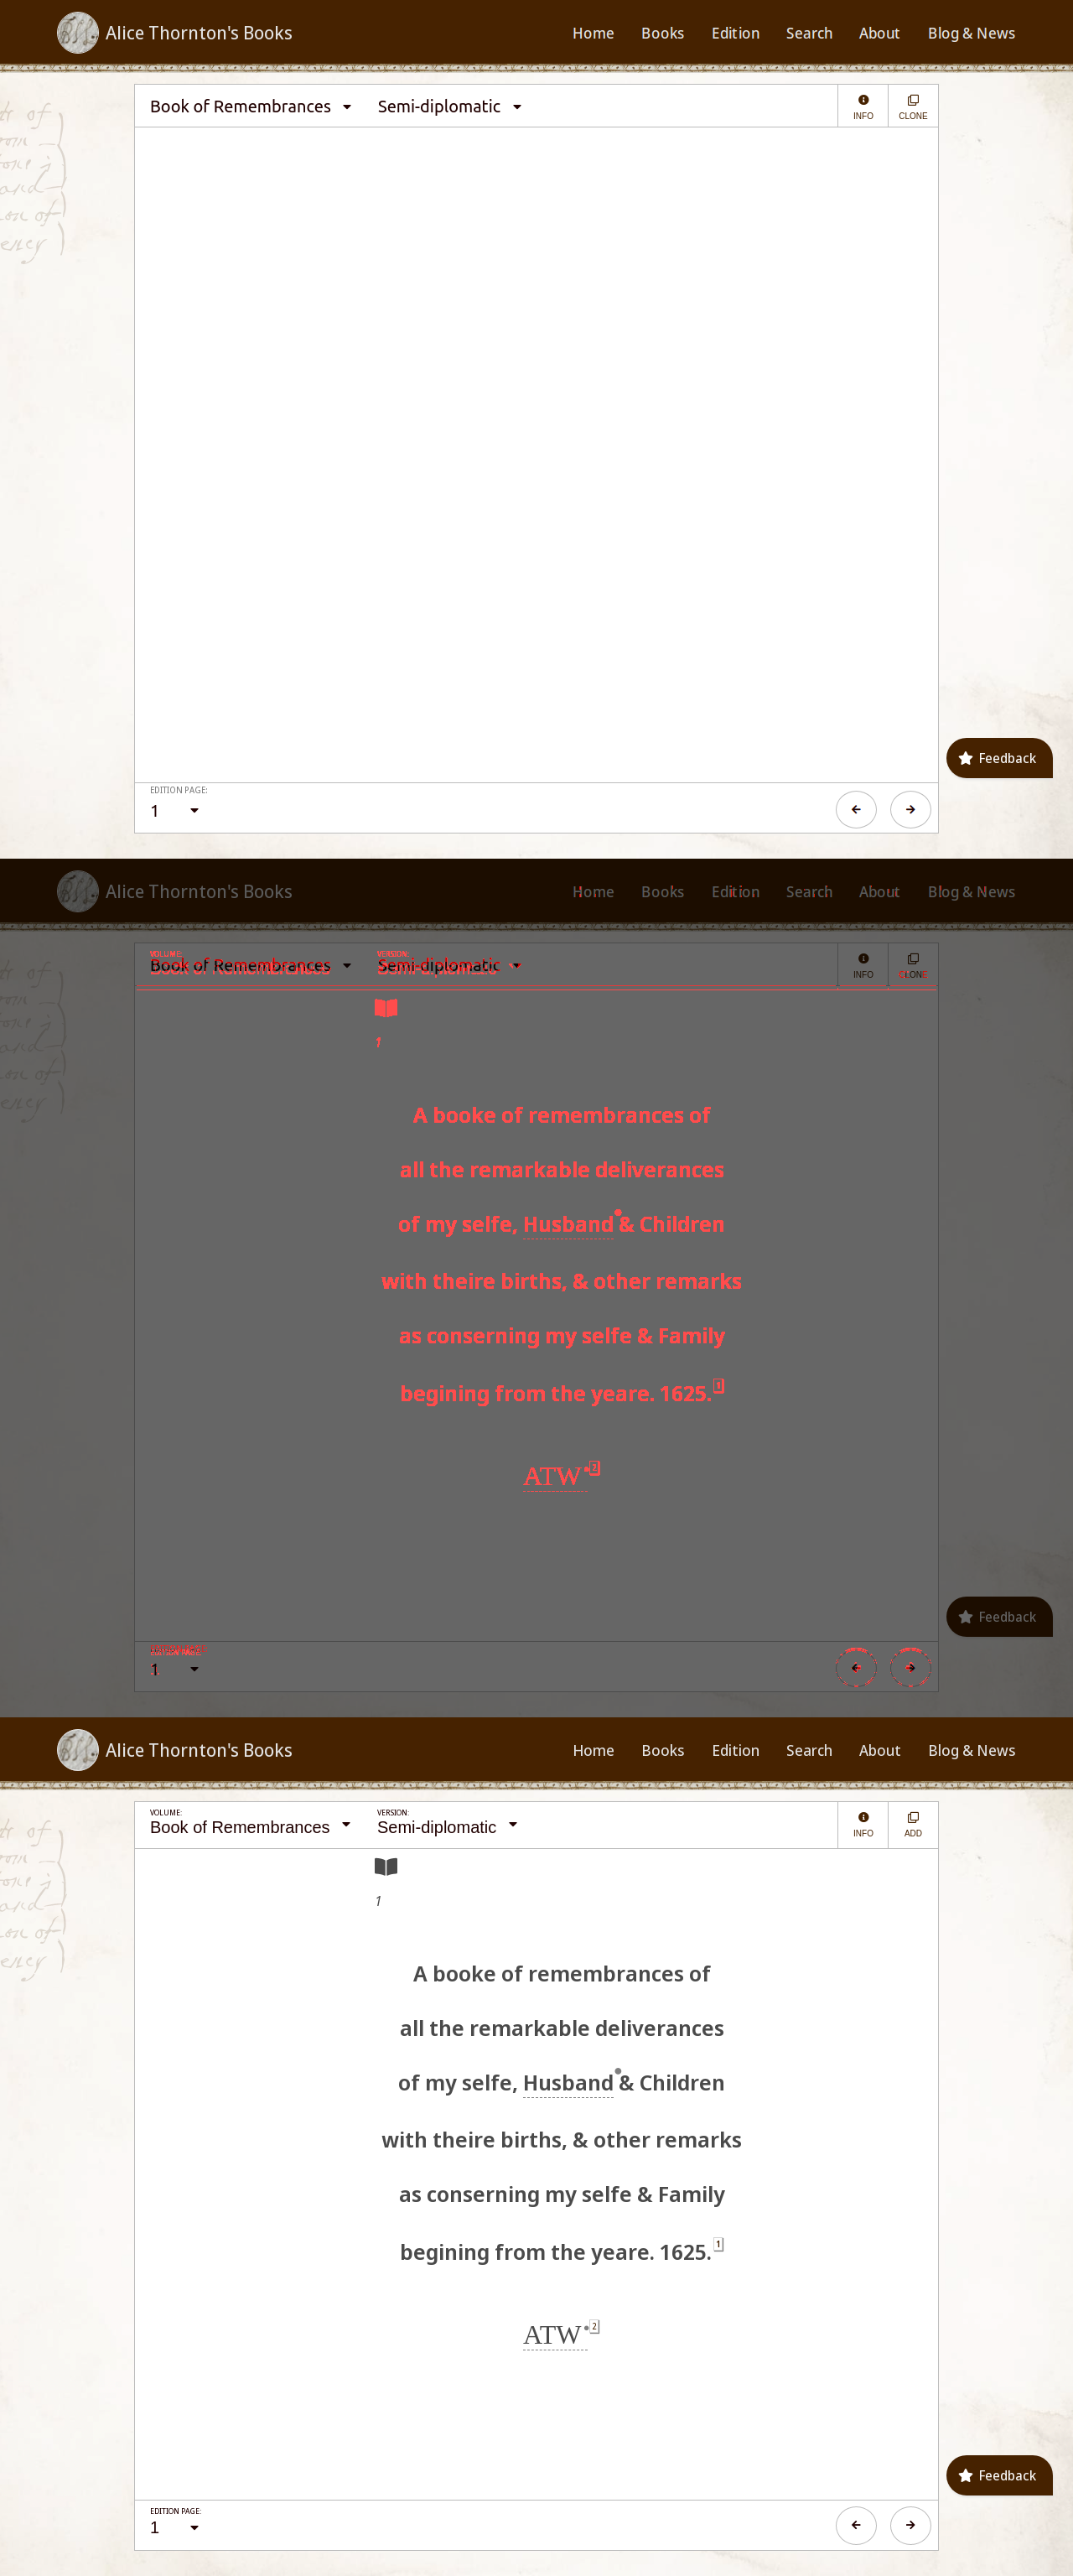 Alice Thornton's Books Home Books Edition Search About Blog & News
Book of Remembrances Semi-diplomatic INFO CLONE
Feedback
EDITION PAGE:
1
Alice Thornton's Books Home Books Edition Search About Blog & News
VOLUME: VERSION:
Book of Remembrances Semi-diplomatic INFO CLONE
1
A booke of remembrances of
all the remarkable deliverances
of my selfe, Husband & Children
with theire births, & other remarks
as conserning my selfe & Family
begining from the yeare. 1625. 1
ATW
Feedback
EDITION PAGE:
1
Alice Thornton's Books Home Books Edition Search About Blog & News
VOLUME: VERSION:
Book of Remembrances Semi-diplomatic INFO ADD
1
A booke of remembrances of
all the remarkable deliverances
of my selfe, Husband & Children
with theire births, & other remarks
as conserning my selfe & Family
begining from the yeare. 1625. 1
ATW 2
Feedback
EDITION PAGE:
1